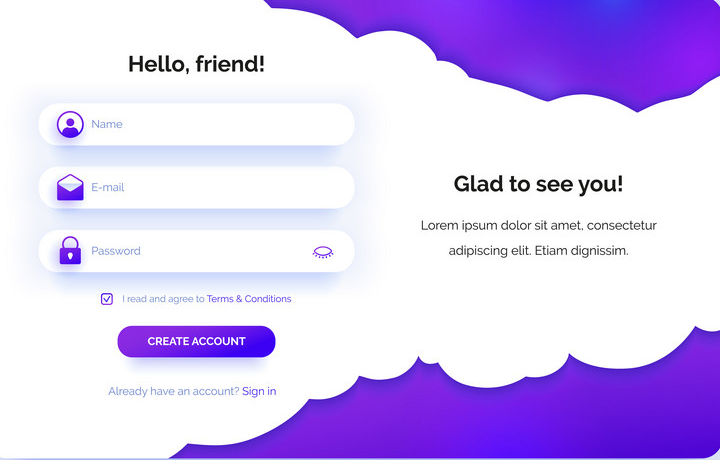 Hello, friend!
Name
E-mail
Password
I read and agree to Terms & Conditions
CREATE ACCOUNT
Already have an account? Sign in
Glad to see you!
Lorem ipsum dolor sit amet, consectetur
adipiscing elit. Etiam dignissim.